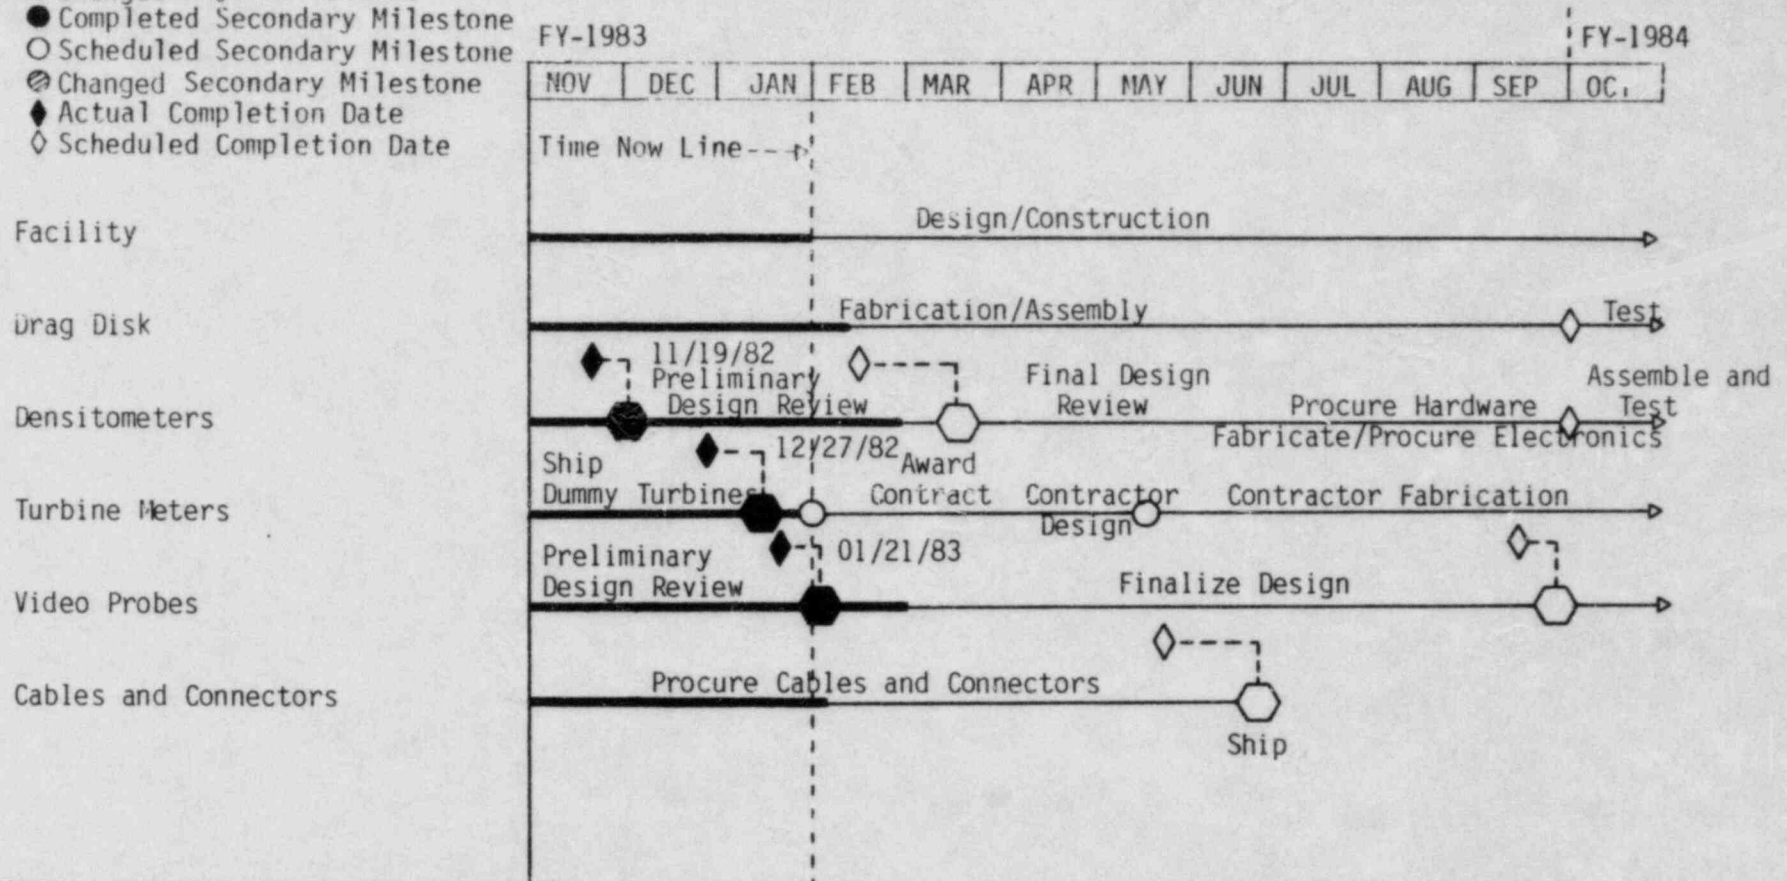 Completed Secondary Milestone
Scheduled Secondary Milestone
Changed Secondary Milestone
Actual Completion Date
Scheduled Completion Date
FY-1983
FY-1984
NOV DEC JAN FEB MAR APR MAY JUN JUL AUG SEP
Time Now Line
Facility
Design/Construction
Drag Disk
Fabrication/Assembly
Test
Densitometers
11/19/82
Preliminary
Design Review
Final Design
Review
Procure Hardware
Fabricate/Procure Electronics
Assemble and
Test
Turbine Meters
Ship
Dummy Turbines
12/27/82
Award
Contract
Contractor
Design
Contractor Fabrication
Video Probes
Preliminary
Design Review
01/21/83
Finalize Design
Cables and Connectors
Procure Cables and Connectors
Ship